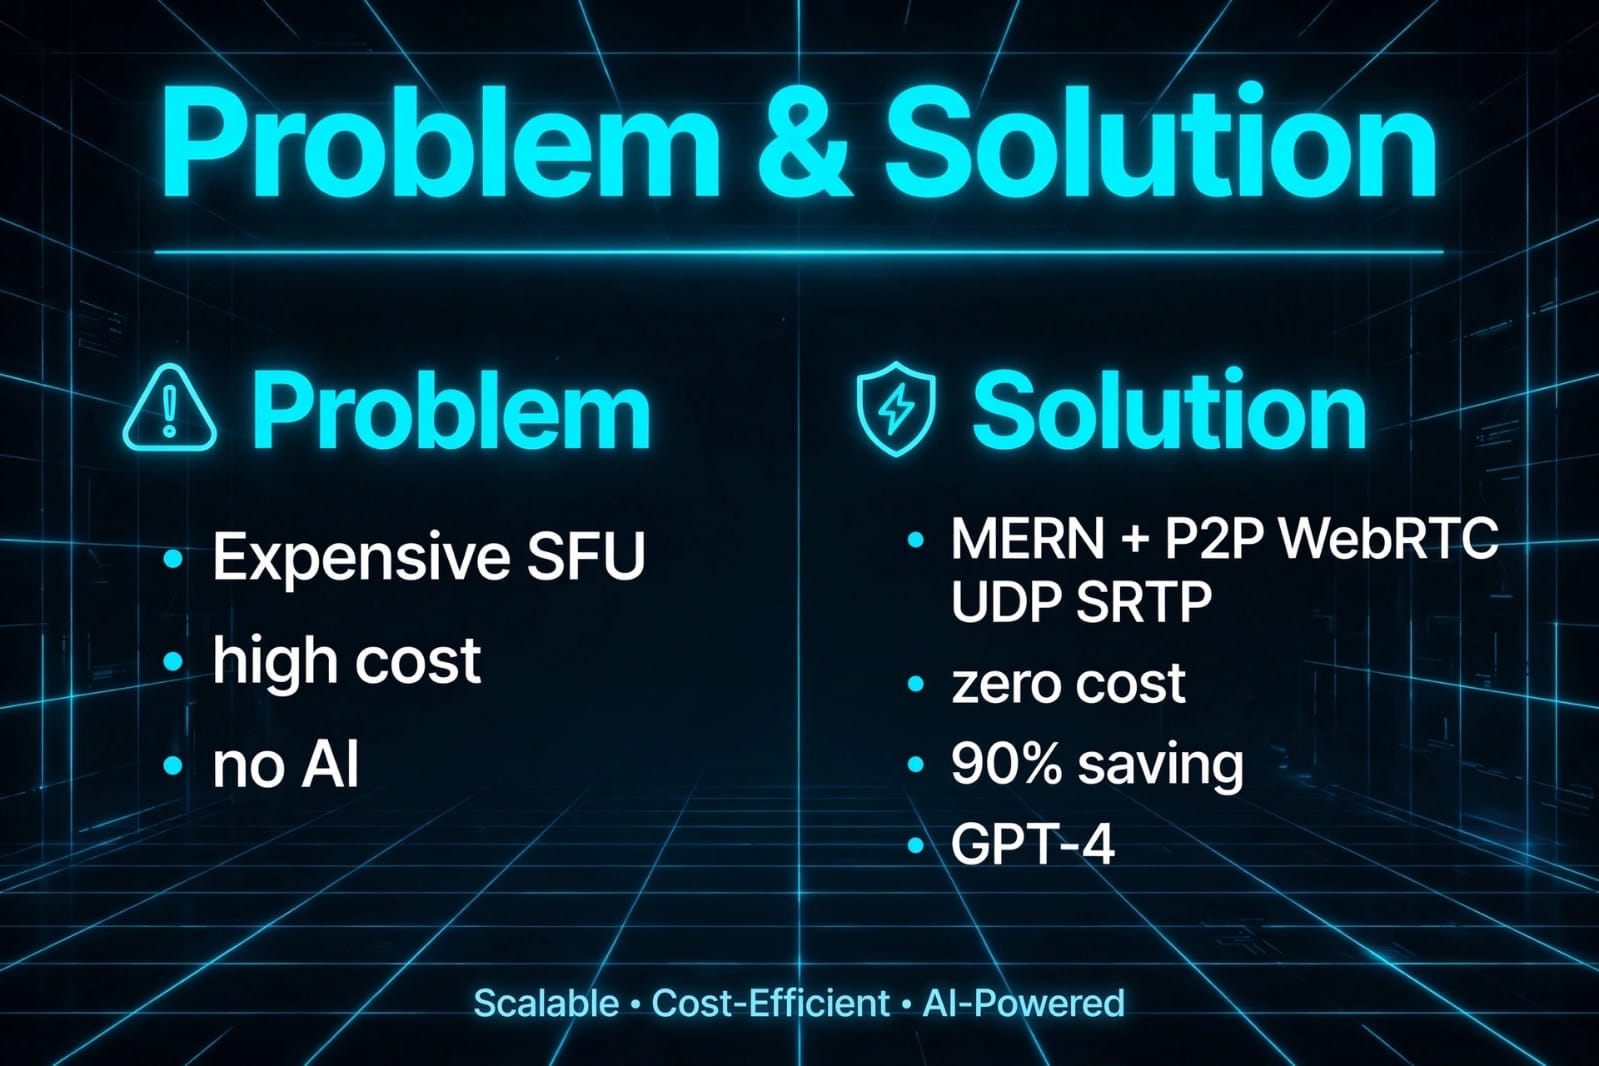 Problem & Solution
Problem
• Expensive SFU
• high cost
• no AI
Solution
• MERN + P2P WebRTC
UDP SRTP
• zero cost
• 90% saving
• GPT-4
Scalable • Cost-Efficient • AI-Powered